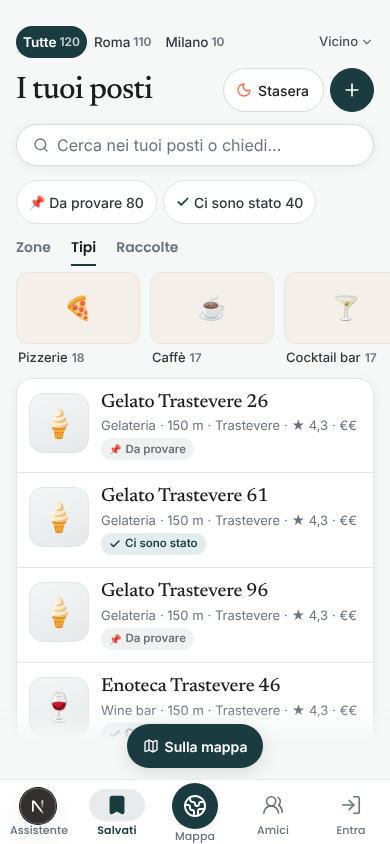 Tutte 120 Roma 110 Milano 10 Vicino
I tuoi posti
Stasera
Cerca nei tuoi posti o chiedi...
Da provare 80 Ci sono stato 40
Zone Tipi Raccolte
Pizzerie 18 Caffè 17 Cocktail bar 17
Gelato Trastevere 26
Gelateria · 150 m · Trastevere · ★ 4,3 · €€
Da provare
Gelato Trastevere 61
Gelateria · 150 m · Trastevere · ★ 4,3 · €€
Ci sono stato
Gelato Trastevere 96
Gelateria · 150 m · Trastevere · ★ 4,3 · €€
Da provare
Enoteca Trastevere 46
Wine bar · 150 m · Trastevere · ★ 4,3 · €€
Sulla mappa
N
Assistente Salvati Mappa Amici Entra